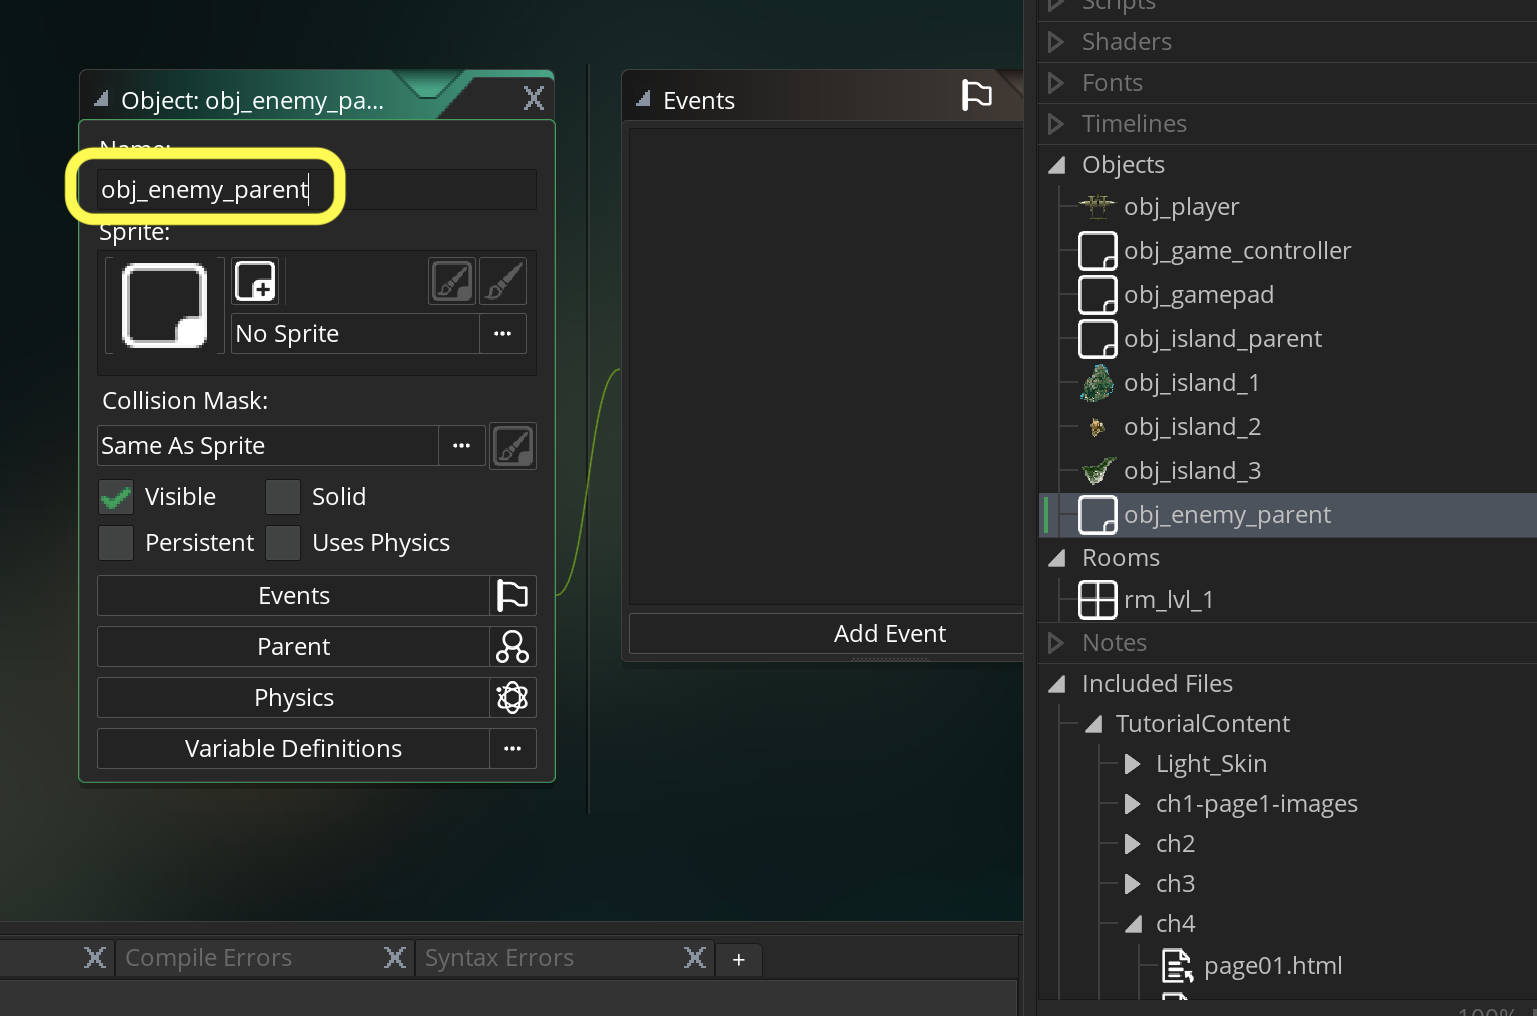 Object: obj_enemy_pa...
Name:
obj_enemy_parent
Sprite:
No Sprite
...
Collision Mask:
Same As Sprite
...
Visible
Solid
Persistent
Uses Physics
Events
Parent
Physics
Variable Definitions
...
Events
Add Event
Compile Errors
Syntax Errors
+
Scripts
Shaders
Fonts
Timelines
Objects
obj_player
obj_game_controller
obj_gamepad
obj_island_parent
obj_island_1
obj_island_2
obj_island_3
obj_enemy_parent
Rooms
rm_lvl_1
Notes
Included Files
TutorialContent
Light_Skin
ch1-page1-images
ch2
ch3
ch4
page01.html
100%